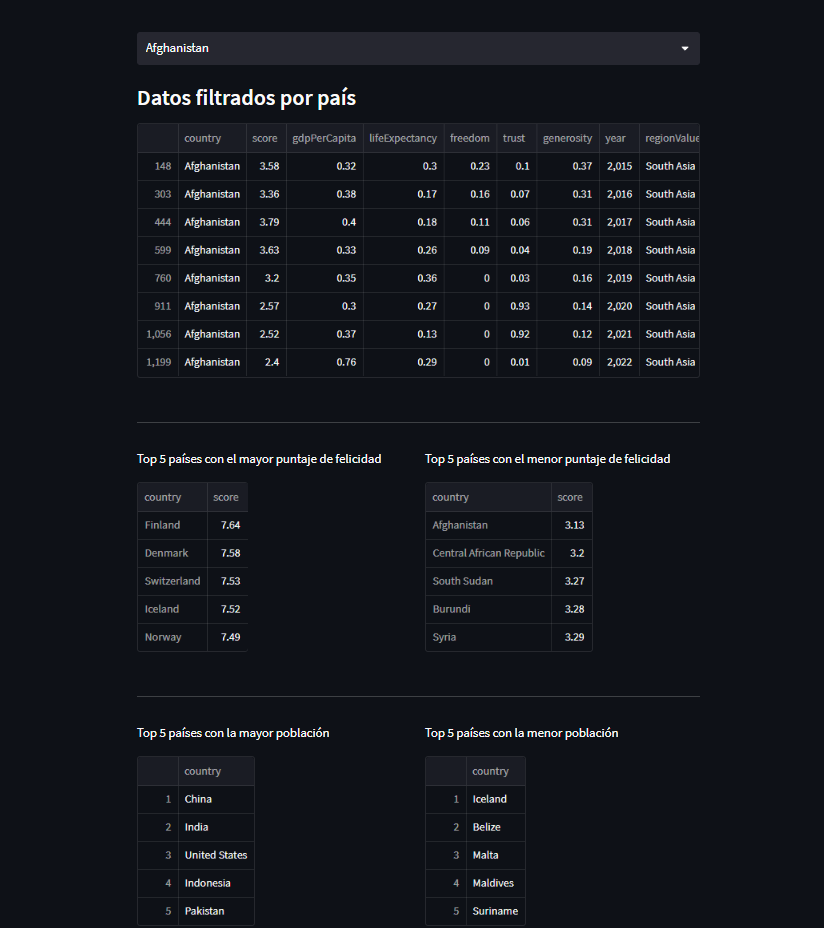 Afghanistan
Datos filtrados por país
country score gdpPerCapita lifeExpectancy freedom trust generosity year regionValue
148 Afghanistan 3.58 0.32 0.3 0.23 0.1 0.37 2,015 South Asia
303 Afghanistan 3.36 0.38 0.17 0.16 0.07 0.31 2,016 South Asia
444 Afghanistan 3.79 0.4 0.18 0.11 0.06 0.31 2,017 South Asia
599 Afghanistan 3.63 0.33 0.26 0.09 0.04 0.19 2,018 South Asia
760 Afghanistan 3.2 0.35 0.36 0 0.03 0.16 2,019 South Asia
911 Afghanistan 2.57 0.3 0.27 0 0.93 0.14 2,020 South Asia
1,056 Afghanistan 2.52 0.37 0.13 0 0.92 0.12 2,021 South Asia
1,199 Afghanistan 2.4 0.76 0.29 0 0.01 0.09 2,022 South Asia
Top 5 países con el mayor puntaje de felicidad
country score
Finland 7.64
Denmark 7.58
Switzerland 7.53
Iceland 7.52
Norway 7.49
Top 5 países con el menor puntaje de felicidad
country score
Afghanistan 3.13
Central African Republic 3.2
South Sudan 3.27
Burundi 3.28
Syria 3.29
Top 5 países con la mayor población
country
1 China
2 India
3 United States
4 Indonesia
5 Pakistan
Top 5 países con la menor población
country
1 Iceland
2 Belize
3 Malta
4 Maldives
5 Suriname